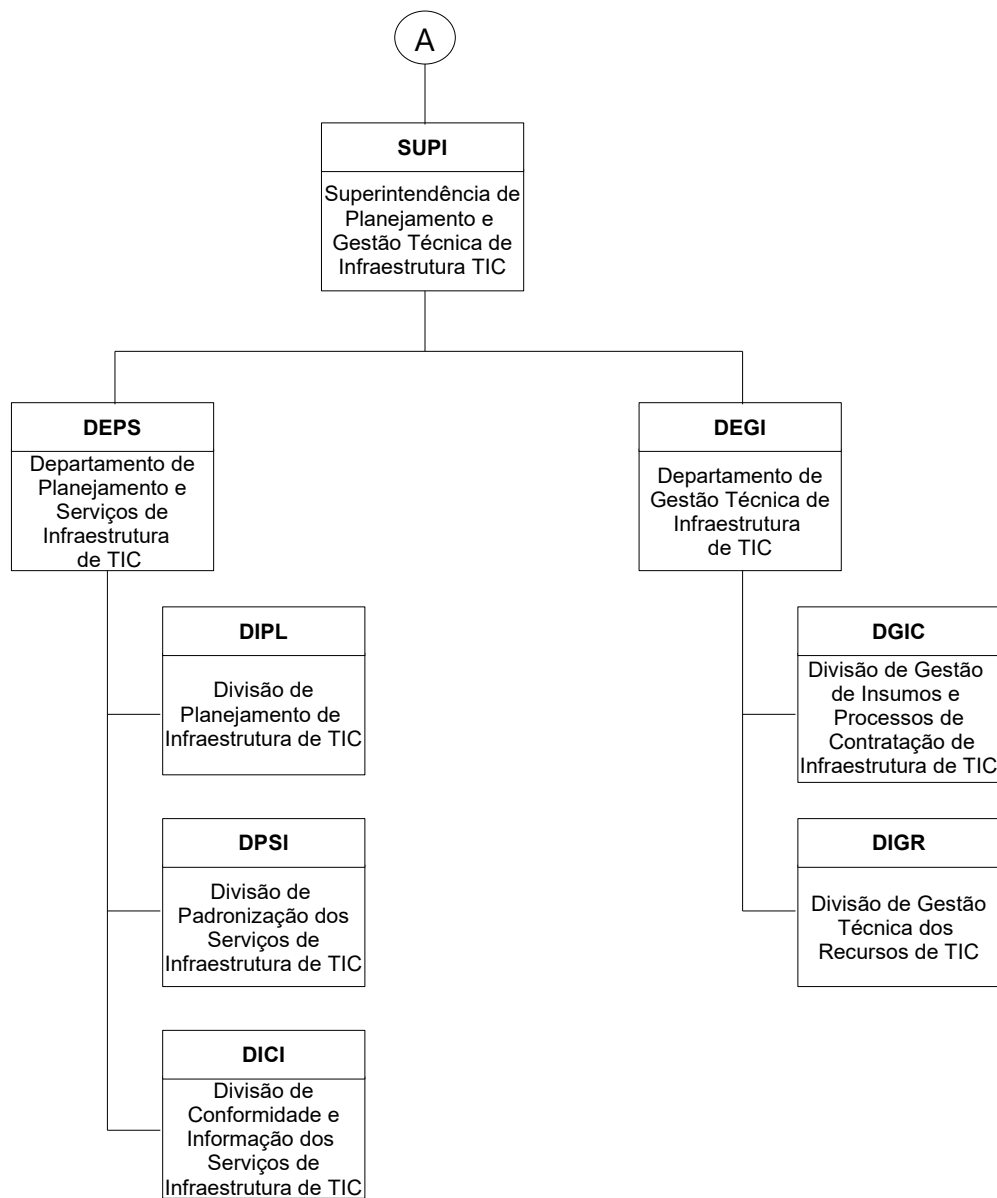 A
SUPI
Superintendência de
Planejamento e
Gestão Técnica de
Infraestrutura TIC
DEPS
Departamento de
Planejamento e
Serviços de
Infraestrutura
de TIC
DIPL
Divisão de
Planejamento de
Infraestrutura de TIC
DPSI
Divisão de
Padronização dos
Serviços de
Infraestrutura de TIC
DICI
Divisão de
Conformidade e
Informação dos
Serviços de
Infraestrutura de TIC
DEGI
Departamento de
Gestão Técnica de
Infraestrutura
de TIC
DGIC
Divisão de Gestão
de Insumos e
Processos de
Contratação de
Infraestrutura de TIC
DIGR
Divisão de Gestão
Técnica dos
Recursos de TIC